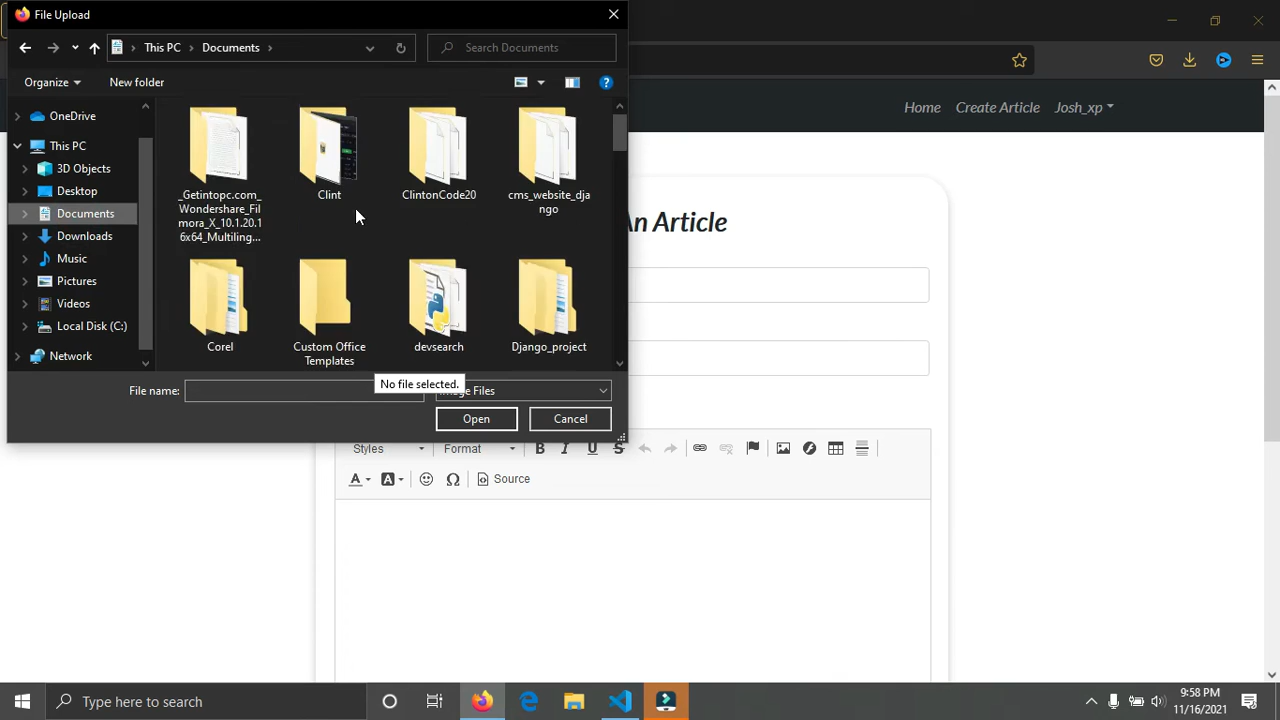 File Upload
This PC
Documents
Search Documents
Organize
New folder
OneDrive
This PC
3D Objects
Desktop
Documents
Downloads
Music
Pictures
Videos
Local Disk (C:)
Network
_Getintopc.com_
Wondershare_Fil
mora_X_10.1.20.1
6x64_Multiling...
Clint
ClintonCode20
cms_website_dja
ngo
Corel
Custom Office
Templates
devsearch
Django_project
File name:
No file selected.
Files
Open
Cancel
Home
Create Article
Josh_xp
An Article
Styles
Format
B
I
U
S
A
A
Source
Type here to search
9:58 PM
11/16/2021